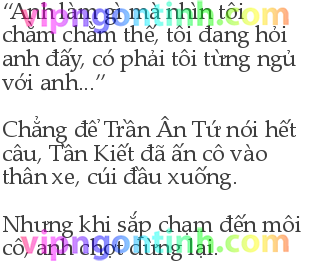 “Anh làm gì mà nhìn tôi
chằm chằm thế, tôi đang hỏi
anh đấy, có phải tôi từng ngủ
với anh...”
Chẳng để Trần Ân Tứ nói hết
câu, Tần Kiết đã ấn cô vào
thân xe, cúi đầu xuống.
Nhưng khi sắp chạm đến môi
cô, anh chợt dừng lại.
vipngontinh.com
vipngontinh.com
vipngontinh.com